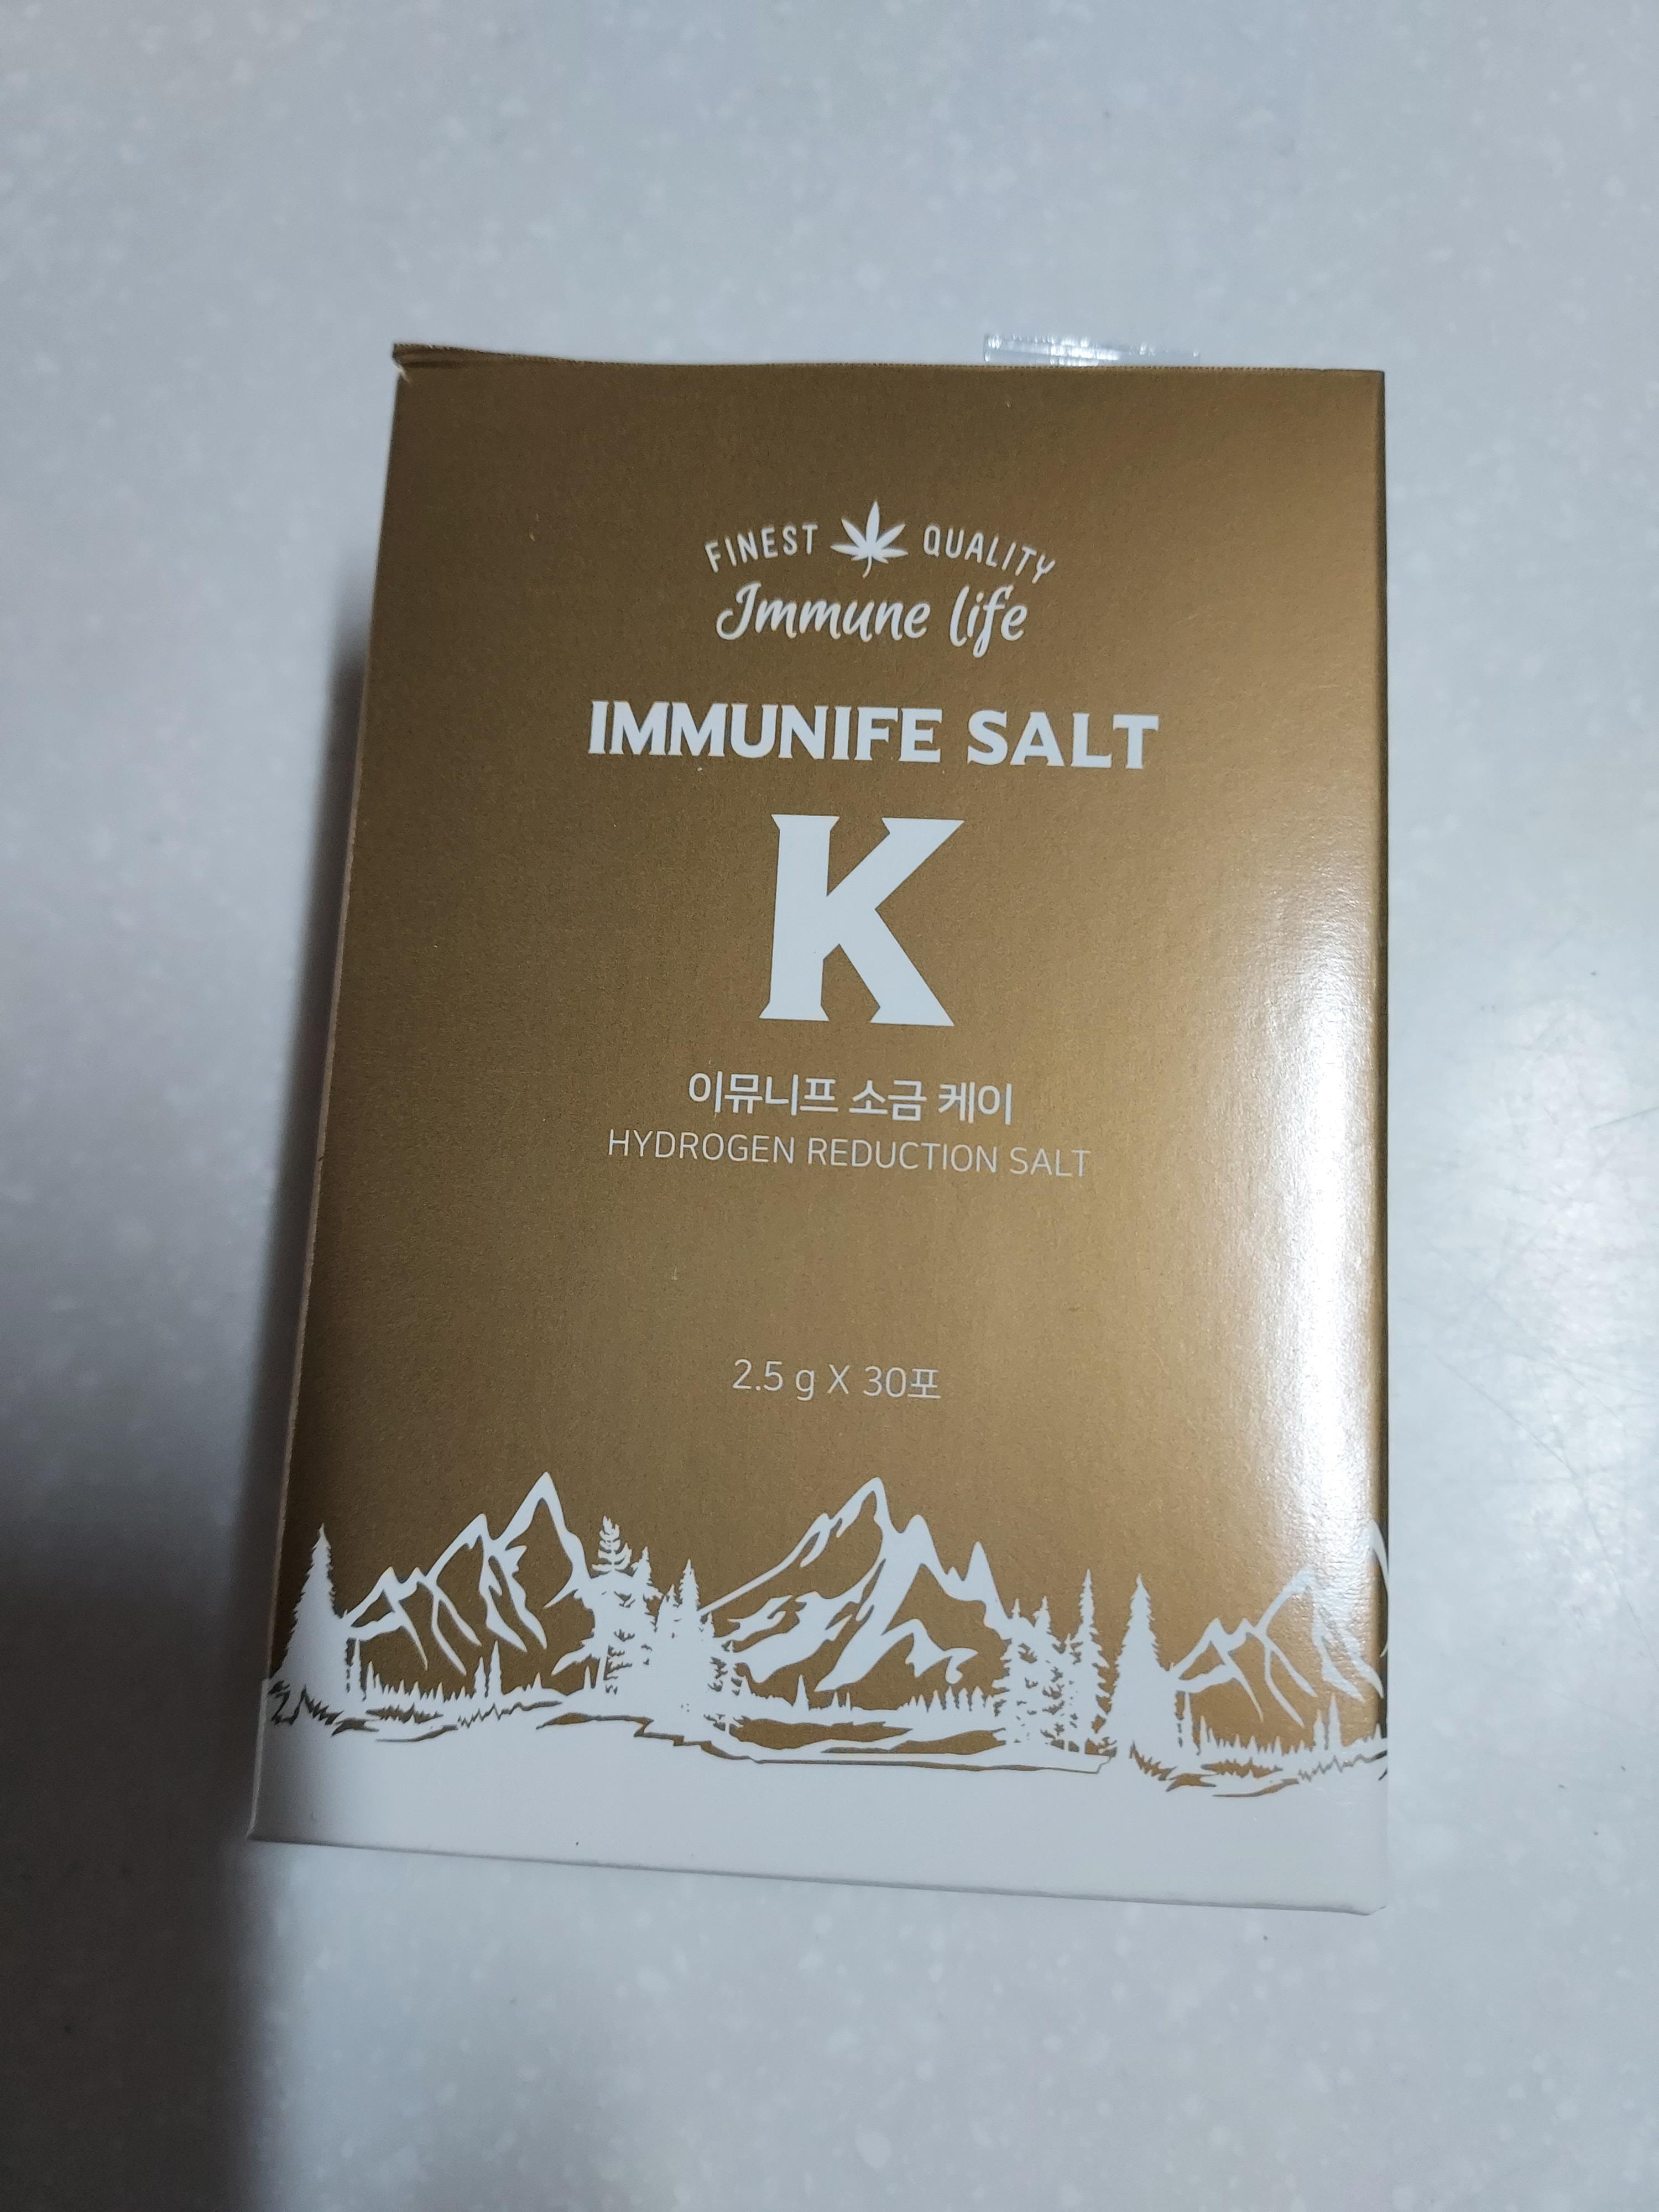 FINEST QUALITY
Immune life
IMMUNIFE SALT
K
이뮤니프 소금 케이
HYDROGEN REDUCTION SALT
2.5 g X 30포